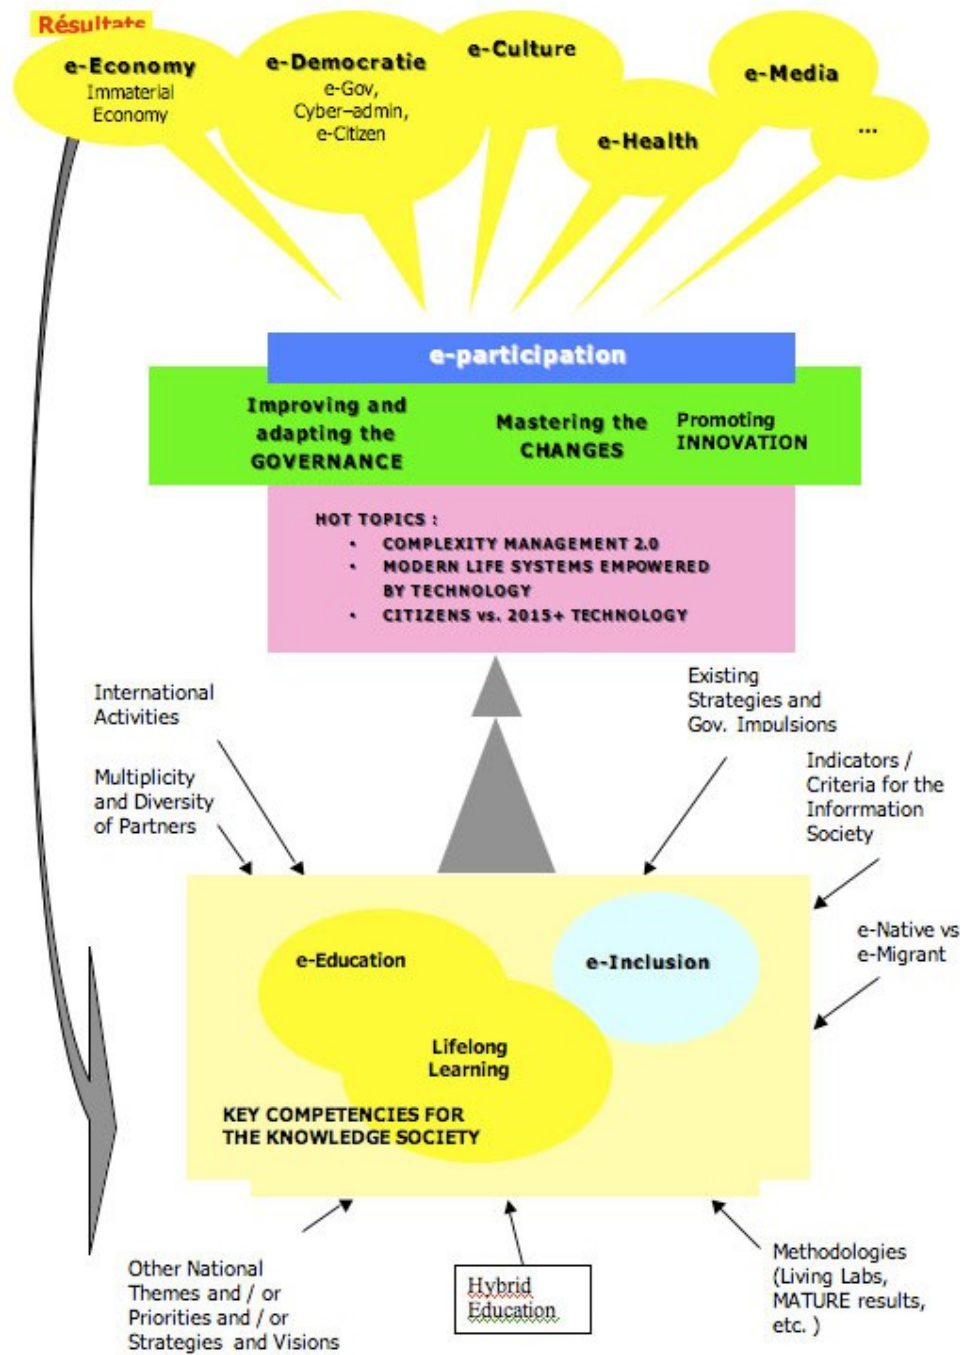 Résultats
e-Economy
Immaterial
Economy
e-Democratie
e-Gov,
Cyber–admin,
e-Citizen
e-Culture
e-Health
e-Media
...
e-participation
Improving and
adapting the
GOVERNANCE
Mastering the
CHANGES
Promoting
INNOVATION
HOT TOPICS :
• COMPLEXITY MANAGEMENT 2.0
• MODERN LIFE SYSTEMS EMPOWERED
BY TECHNOLOGY
• CITIZENS vs. 2015+ TECHNOLOGY
International
Activities
Multiplicity
and Diversity
of Partners
Existing
Strategies and
Gov. Impulsions
Indicators /
Criteria for the
Inforrmation
Society
e-Native vs
e-Migrant
e-Education
e-Inclusion
Lifelong
Learning
KEY COMPETENCIES FOR
THE KNOWLEDGE SOCIETY
Other National
Themes and / or
Priorities and / or
Strategies and Visions
Hybrid
Education
Methodologies
(Living Labs,
MATURE results,
etc. )